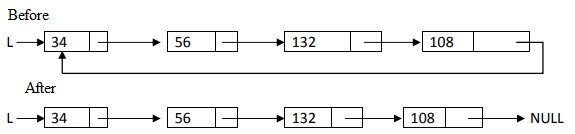 Before
L 34 56 132 108
After
L 34 56 132 108 NULL